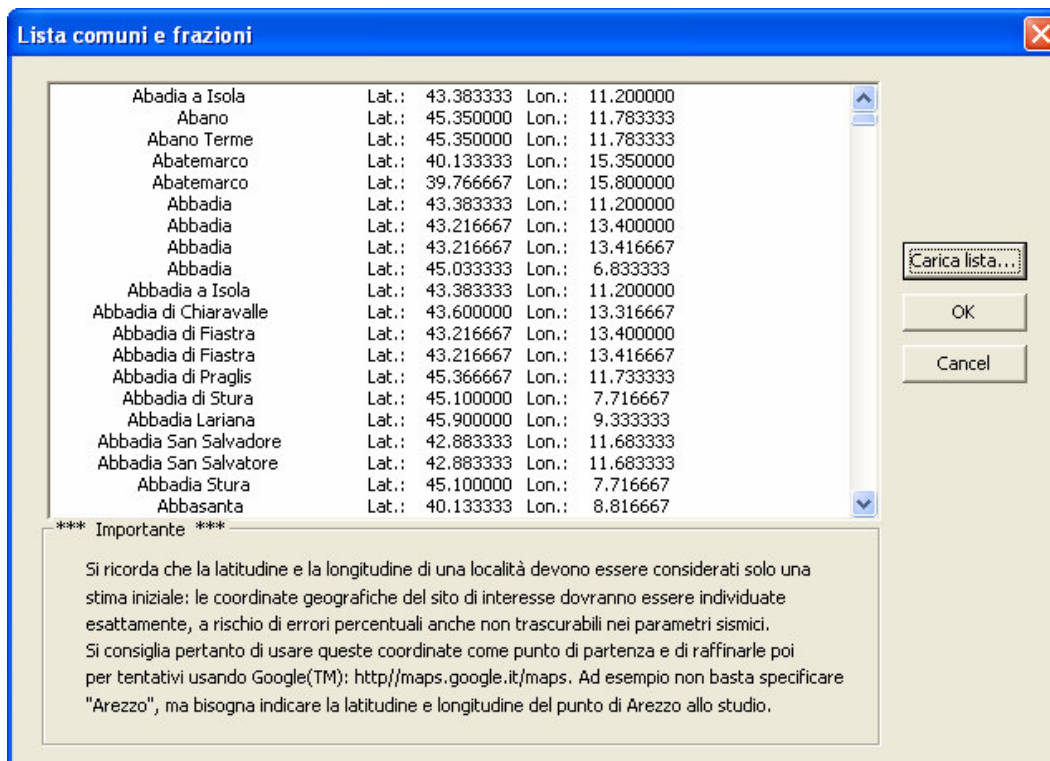 Lista comuni e frazioni
Abadia a Isola Lat.: 43.383333 Lon.: 11.200000
Abano Lat.: 45.350000 Lon.: 11.783333
Abano Terme Lat.: 45.350000 Lon.: 11.783333
Abatemarco Lat.: 40.133333 Lon.: 15.350000
Abatemarco Lat.: 39.766667 Lon.: 15.800000
Abbadia Lat.: 43.383333 Lon.: 11.200000
Abbadia Lat.: 43.216667 Lon.: 13.400000
Abbadia Lat.: 43.216667 Lon.: 13.416667
Abbadia Lat.: 45.033333 Lon.: 6.833333
Abbadia a Isola Lat.: 43.383333 Lon.: 11.200000
Abbadia di Chiaravalle Lat.: 43.600000 Lon.: 13.316667
Abbadia di Fiastra Lat.: 43.216667 Lon.: 13.400000
Abbadia di Fiastra Lat.: 43.216667 Lon.: 13.416667
Abbadia di Praglis Lat.: 45.366667 Lon.: 11.733333
Abbadia di Stura Lat.: 45.100000 Lon.: 7.716667
Abbadia Lariana Lat.: 45.900000 Lon.: 9.333333
Abbadia San Salvadore Lat.: 42.883333 Lon.: 11.683333
Abbadia San Salvatore Lat.: 42.883333 Lon.: 11.683333
Abbadia Stura Lat.: 45.100000 Lon.: 7.716667
Abbasanta Lat.: 40.133333 Lon.: 8.816667
Carica lista...
OK
Cancel
*** Importante ***
Si ricorda che la latitudine e la longitudine di una località devono essere considerati solo una
stima iniziale: le coordinate geografiche del sito di interesse dovranno essere individuate
esattamente, a rischio di errori percentuali anche non trascurabili nei parametri sismici.
Si consiglia pertanto di usare queste coordinate come punto di partenza e di raffinarle poi
per tentativi usando Google(TM): http//maps.google.it/maps. Ad esempio non basta specificare
"Arezzo", ma bisogna indicare la latitudine e longitudine del punto di Arezzo allo studio.